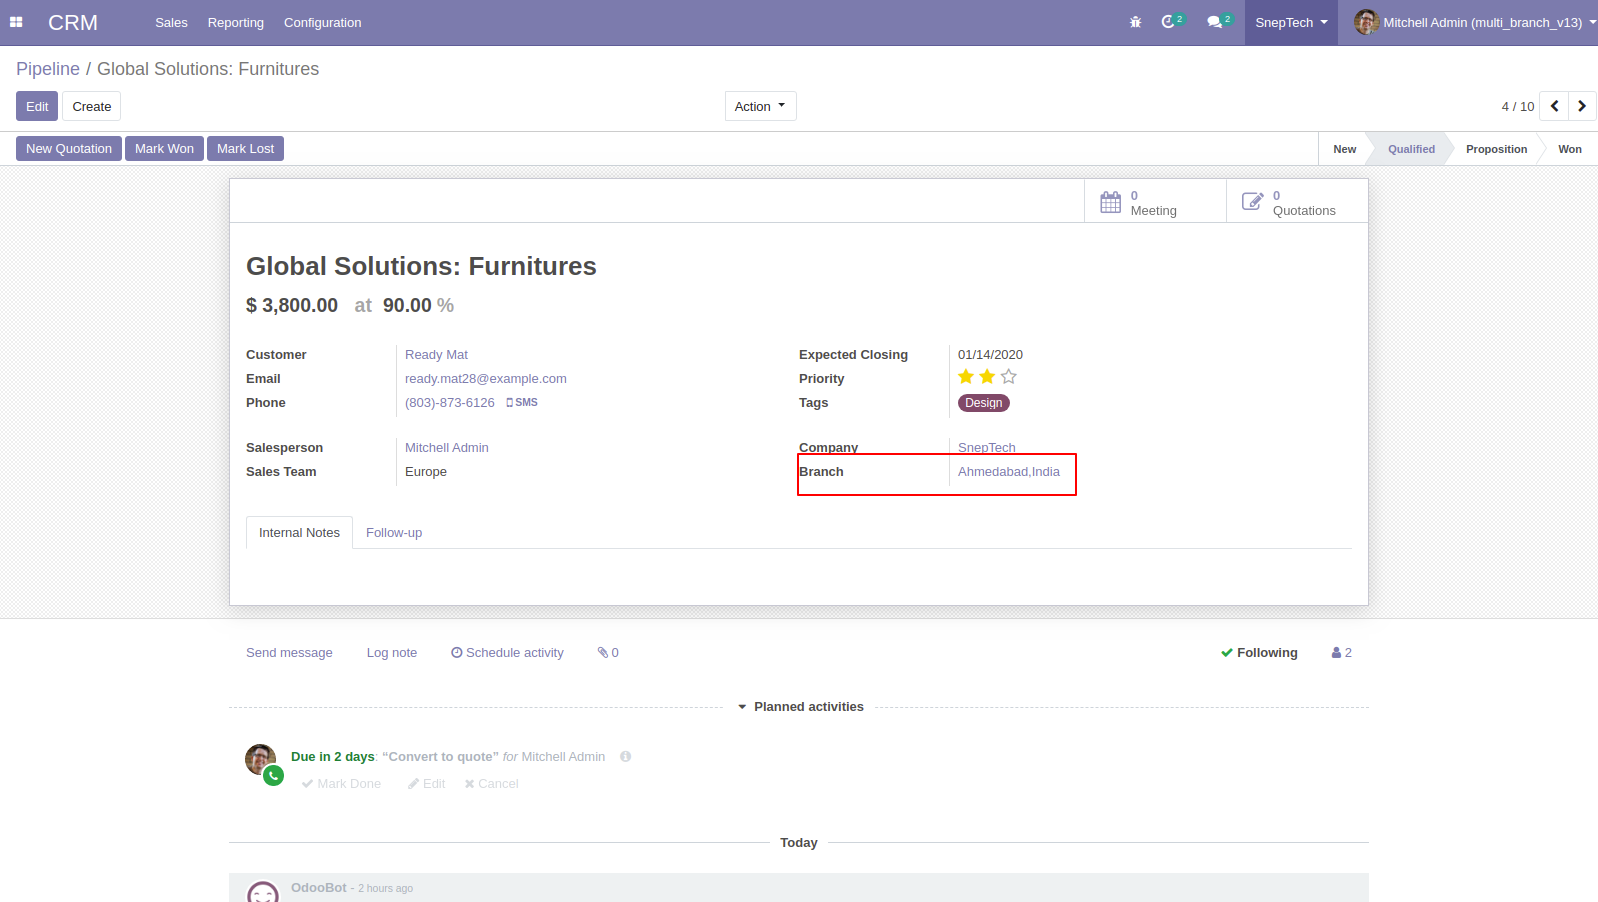 CRM Sales Reporting Configuration 2 2 SnepTech Mitchell Admin (multi_branch_v13)
Pipeline / Global Solutions: Furnitures
Edit Create Action 4 / 10
New Quotation Mark Won Mark Lost New Qualified Proposition Won
0 Meeting
0 Quotations
Global Solutions: Furnitures
$ 3,800.00 at 90.00 %
Customer Ready Mat
Email ready.mat28@example.com
Phone (803)-873-6126 SMS
Expected Closing 01/14/2020
Priority
Tags Design
Salesperson Mitchell Admin
Sales Team Europe
Company SnepTech
Branch Ahmedabad,India
Internal Notes Follow-up
Send message Log note Schedule activity 0 Following 2
Planned activities
Due in 2 days: “Convert to quote” for Mitchell Admin
Mark Done Edit Cancel
Today
OdooBot - 2 hours ago